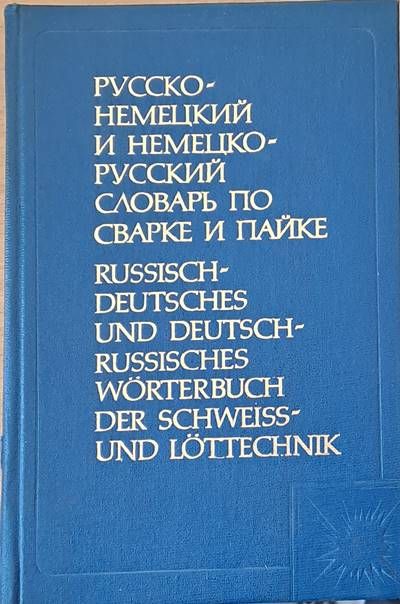 РУССКО-
НЕМЕЦКИЙ
И НЕМЕЦКО-
РУССКИЙ
СЛОВАРЬ ПО
СВАРКЕ И ПАЙКЕ
RUSSISCH-
DEUTSCHES
UND DEUTSCH-
RUSSISCHES
WÖRTERBUCH
DER SCHWEISS-
UND LÖTTECHNIK